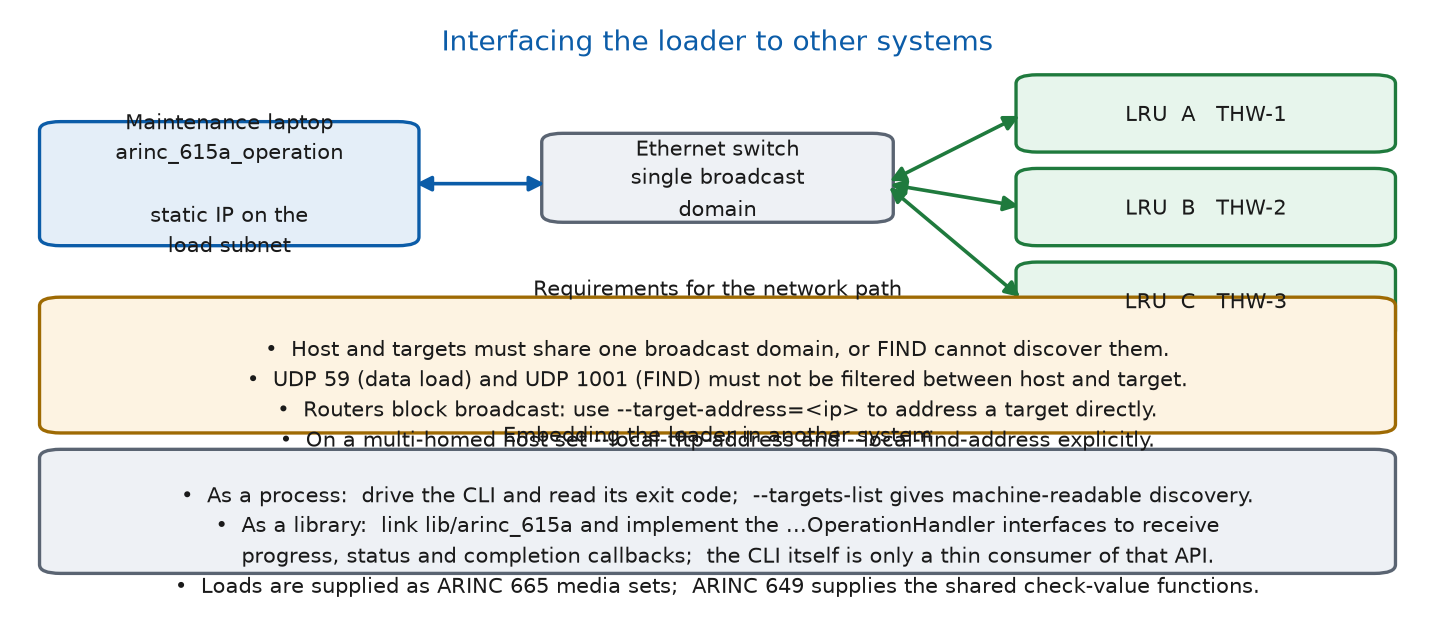 Interfacing the loader to other systems
Maintenance laptop
arinc_615a_operation
static IP on the
load subnet
Ethernet switch
single broadcast
domain
LRU A THW-1
LRU B THW-2
LRU C THW-3
Requirements for the network path
• Host and targets must share one broadcast domain, or FIND cannot discover them.
• UDP 59 (data load) and UDP 1001 (FIND) must not be filtered between host and target.
• Routers block broadcast: use --target-address=<ip> to address a target directly.
• On a multi-homed host set --local-tftp-address and --local-find-address explicitly.
Embedding the loader in another system
• As a process: drive the CLI and read its exit code; --targets-list gives machine-readable discovery.
• As a library: link lib/arinc_615a and implement the …OperationHandler interfaces to receive
progress, status and completion callbacks; the CLI itself is only a thin consumer of that API.
• Loads are supplied as ARINC 665 media sets; ARINC 649 supplies the shared check-value functions.